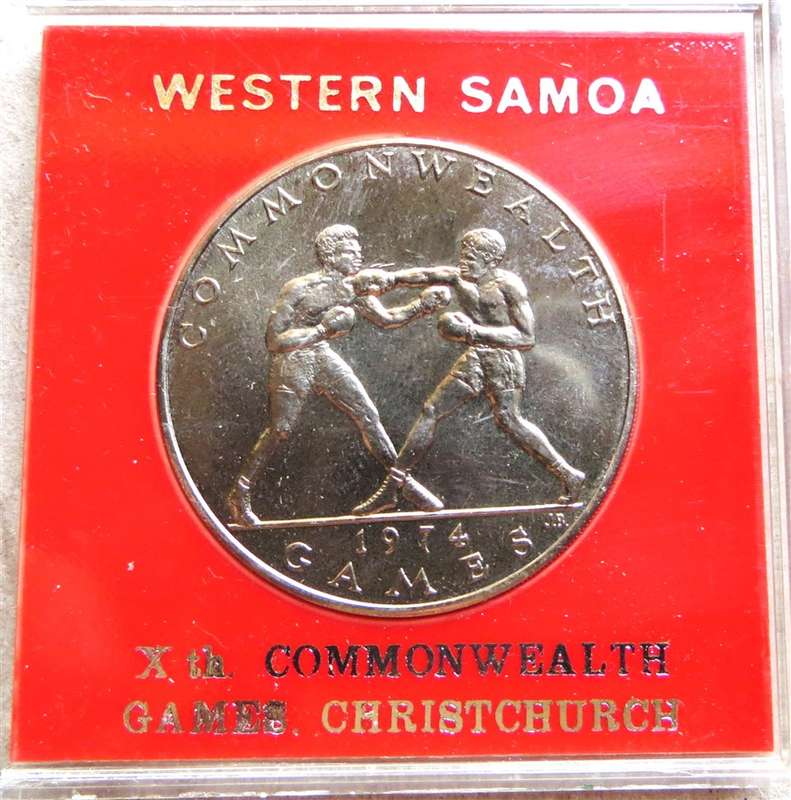 WESTERN SAMOA
COMMONWEALTH
1974
J.B.
GAMES
X th. COMMONWEALTH
GAMES. CHRISTCHURCH